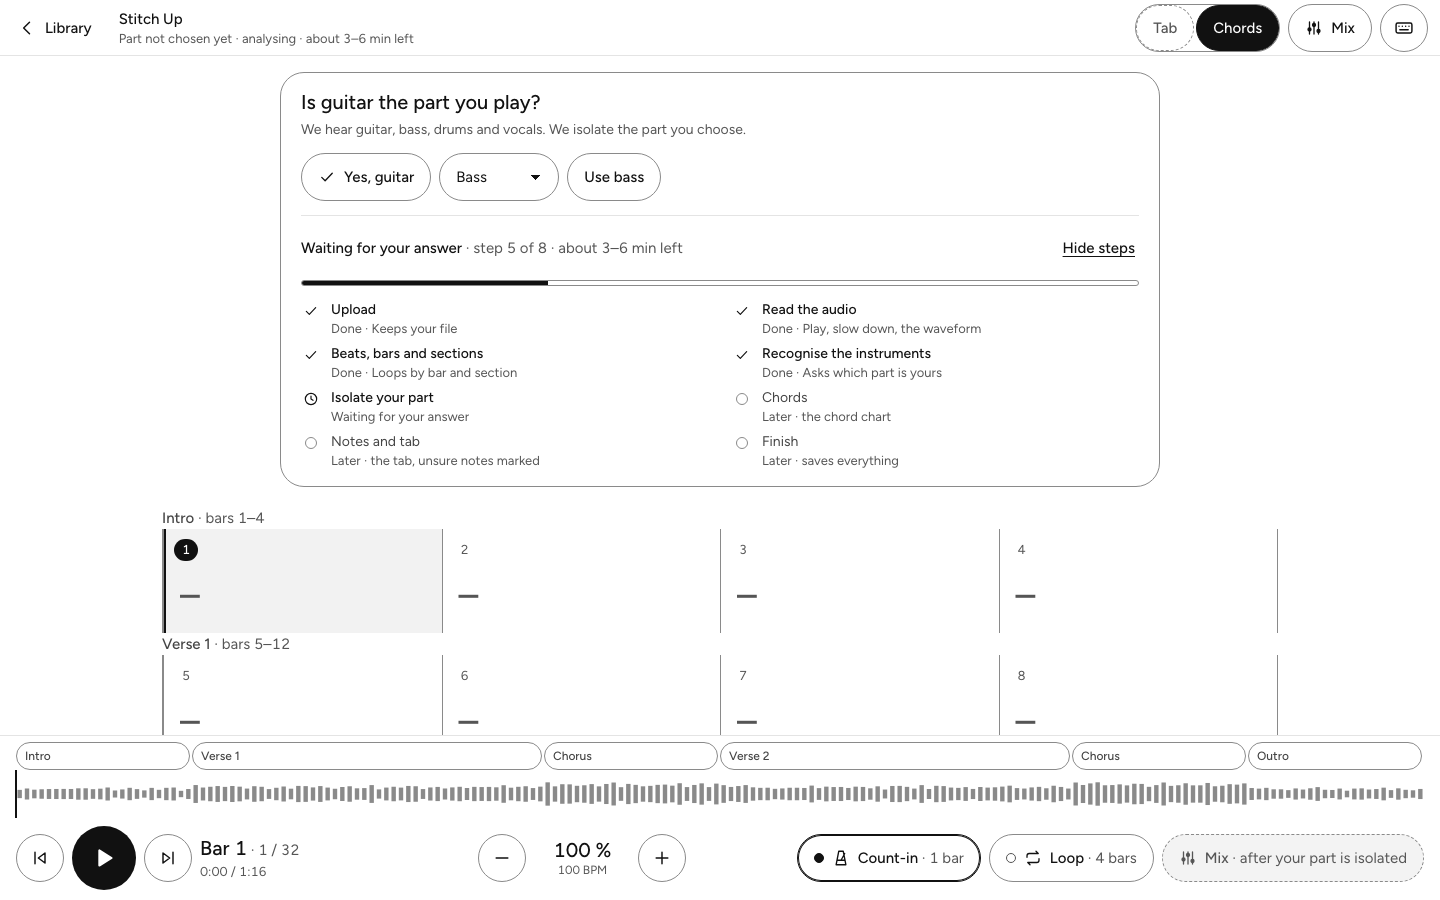 Library
Stitch Up
Part not chosen yet · analysing · about 3–6 min left
Tab
Chords
Mix
Is guitar the part you play?
We hear guitar, bass, drums and vocals. We isolate the part you choose.
Yes, guitar
Bass
Use bass
Waiting for your answer · step 5 of 8 · about 3–6 min left
Hide steps
Upload
Done · Keeps your file
Read the audio
Done · Play, slow down, the waveform
Beats, bars and sections
Done · Loops by bar and section
Recognise the instruments
Done · Asks which part is yours
Isolate your part
Waiting for your answer
Chords
Later · the chord chart
Notes and tab
Later · the tab, unsure notes marked
Finish
Later · saves everything
Intro · bars 1–4
1 2 3 4
Verse 1 · bars 5–12
5 6 7 8
Intro
Verse 1
Chorus
Verse 2
Chorus
Outro
Bar 1 · 1 / 32
0:00 / 1:16
100 %
100 BPM
Count-in · 1 bar
Loop · 4 bars
Mix · after your part is isolated